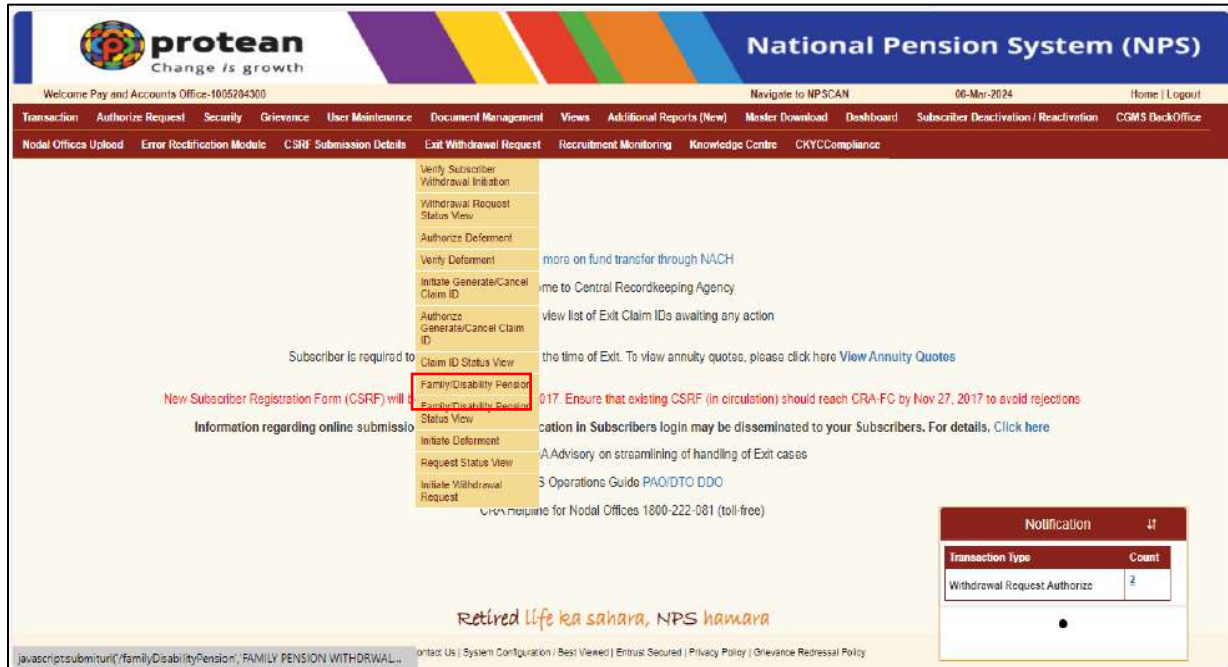 protean
Change is growth
National Pension System (NPS)
Welcome Pay and Accounts Office-1005284300
Navigate to NPSCAN
06-Mar-2024
Home | Logout
Transaction Authorize Request Security Grievance User Maintenance Document Management Views Additional Reports (New) Master Download Dashboard Subscriber Deactivation / Reactivation CGMS BackOffice
Nodal Offices Upload Error Rectification Module CSRF Submission Details Exit Withdrawal Request Recruitment Monitoring Knowledge Centre CKYCCompliance
Verify Subscriber
Withdrawal Initiation
Withdrawal Request
Status View
Authorize Deferment
Verify Deferment
Initiate Generate/Cancel
Claim ID
Authorize
Generate/Cancel Claim
ID
Claim ID Status View
Family/Disability Pension
Family/Disability Pension
Status View
Initiate Deferment
Request Status View
Initiate Withdrawal
Request
more on fund transfer through NACH
me to Central Recordkeeping Agency
view list of Exit Claim IDs awaiting any action
Subscriber is required to the time of Exit. To view annuity quotes, please click here View Annuity Quotes
New Subscriber Registration Form (CSRF) will b 017. Ensure that existing CSRF (in circulation) should reach CRA-FC by Nov 27, 2017 to avoid rejections
Information regarding online submissio cation in Subscribers login may be disseminated to your Subscribers. For details, Click here
A Advisory on streamlining of handling of Exit cases
S Operations Guide PAO/DTO DDO
CRA Helpline for Nodal Offices 1800-222-081 (toll-free)
Notification
Transaction Type Count
Withdrawal Request Authorize 2
Retired life ka sahara, NPS hamara
javascript:submiturl('/familyDisabilityPension','FAMILY PENSION WITHDRWAL...
ontact Us | System Configuration / Best Viewed | Entrust Secured | Privacy Policy | Grievance Redressal Policy